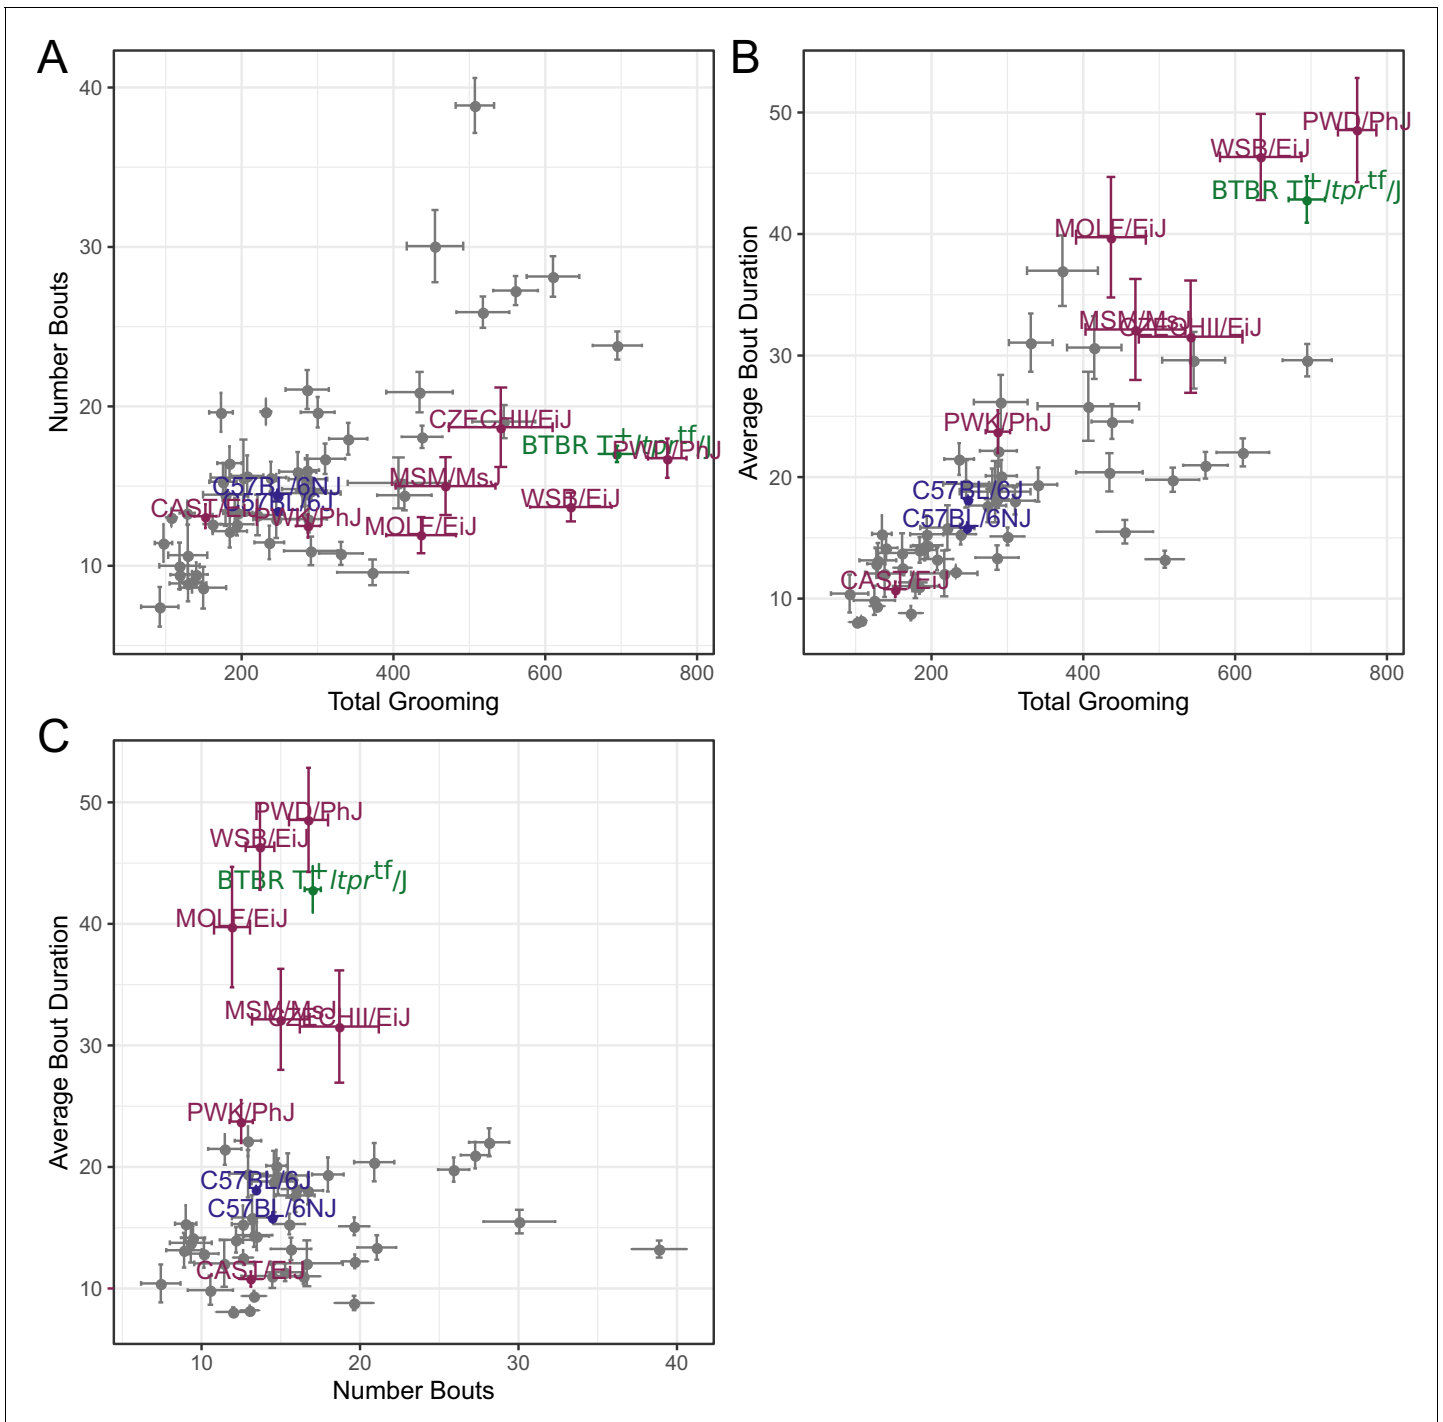 A
40
30
20
10
200
400
600
800
Number Bouts
Total Grooming
CZECHII/EiJ
BTBR T+ltprtf/J
PWD/PhJ
C57BL/6NJ
MSM/MsJ
C57BL/6J
CAST/EiJ
PWK/PhJ
WSB/EiJ
MOLF/EiJ
B
50
40
30
20
10
200
400
600
800
Average Bout Duration
Total Grooming
PWD/PhJ
WSB/EiJ
BTBR T+ltprtf/J
MOLF/EiJ
MSM/MsJ
CZECHII/EiJ
PWK/PhJ
C57BL/6J
C57BL/6NJ
CAST/EiJ
C
50
40
30
20
10
10
20
30
40
Average Bout Duration
Number Bouts
PWD/PhJ
WSB/EiJ
BTBR T+ltprtf/J
MOLF/EiJ
MSM/MsJ
CZECHII/EiJ
PWK/PhJ
C57BL/6J
C57BL/6NJ
CAST/EiJ